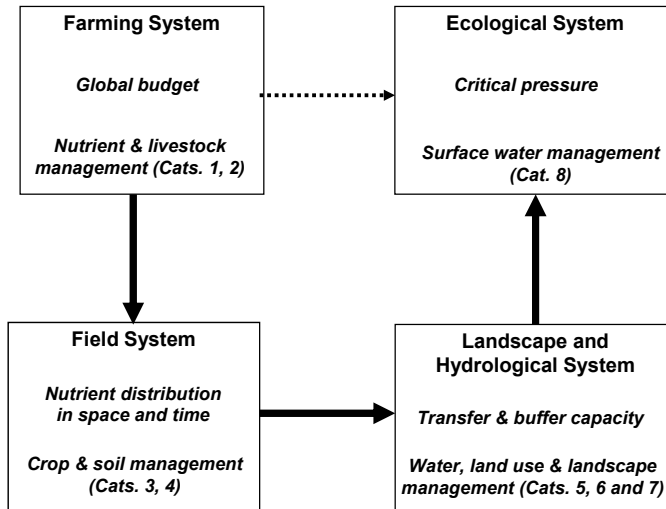 Farming System
Global budget
Nutrient & livestock
management (Cats. 1, 2)
Ecological System
Critical pressure
Surface water management
(Cat. 8)
Field System
Nutrient distribution
in space and time
Crop & soil management
(Cats. 3, 4)
Landscape and
Hydrological System
Transfer & buffer capacity
Water, land use & landscape
management (Cats. 5, 6 and 7)